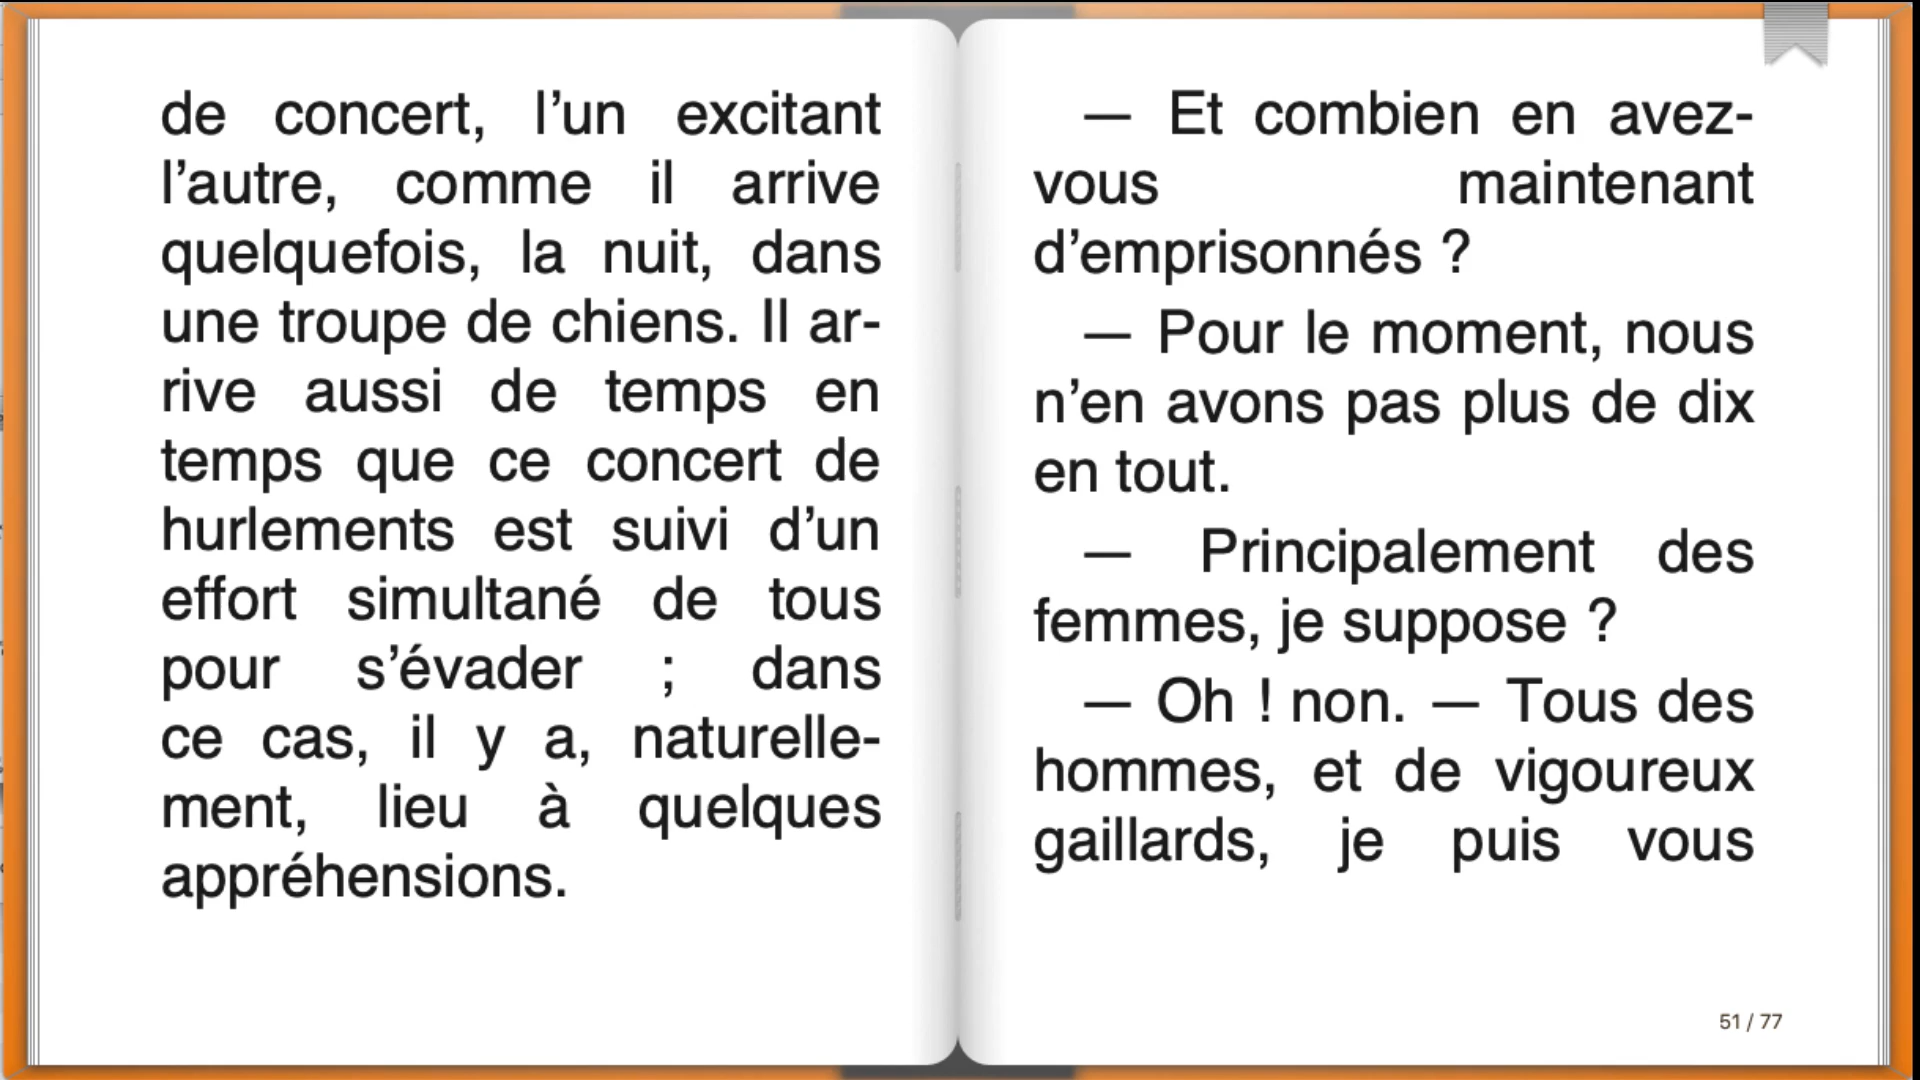 de concert, l’un excitant
l’autre, comme il arrive
quelquefois, la nuit, dans
une troupe de chiens. Il ar-
rive aussi de temps en
temps que ce concert de
hurlements est suivi d’un
effort simultané de tous
pour s’évader ; dans
ce cas, il y a, naturelle-
ment, lieu à quelques
appréhensions.
— Et combien en avez-
vous maintenant
d’emprisonnés ?
— Pour le moment, nous
n’en avons pas plus de dix
en tout.
— Principalement des
femmes, je suppose ?
— Oh ! non. — Tous des
hommes, et de vigoureux
gaillards, je puis vous
51 / 77